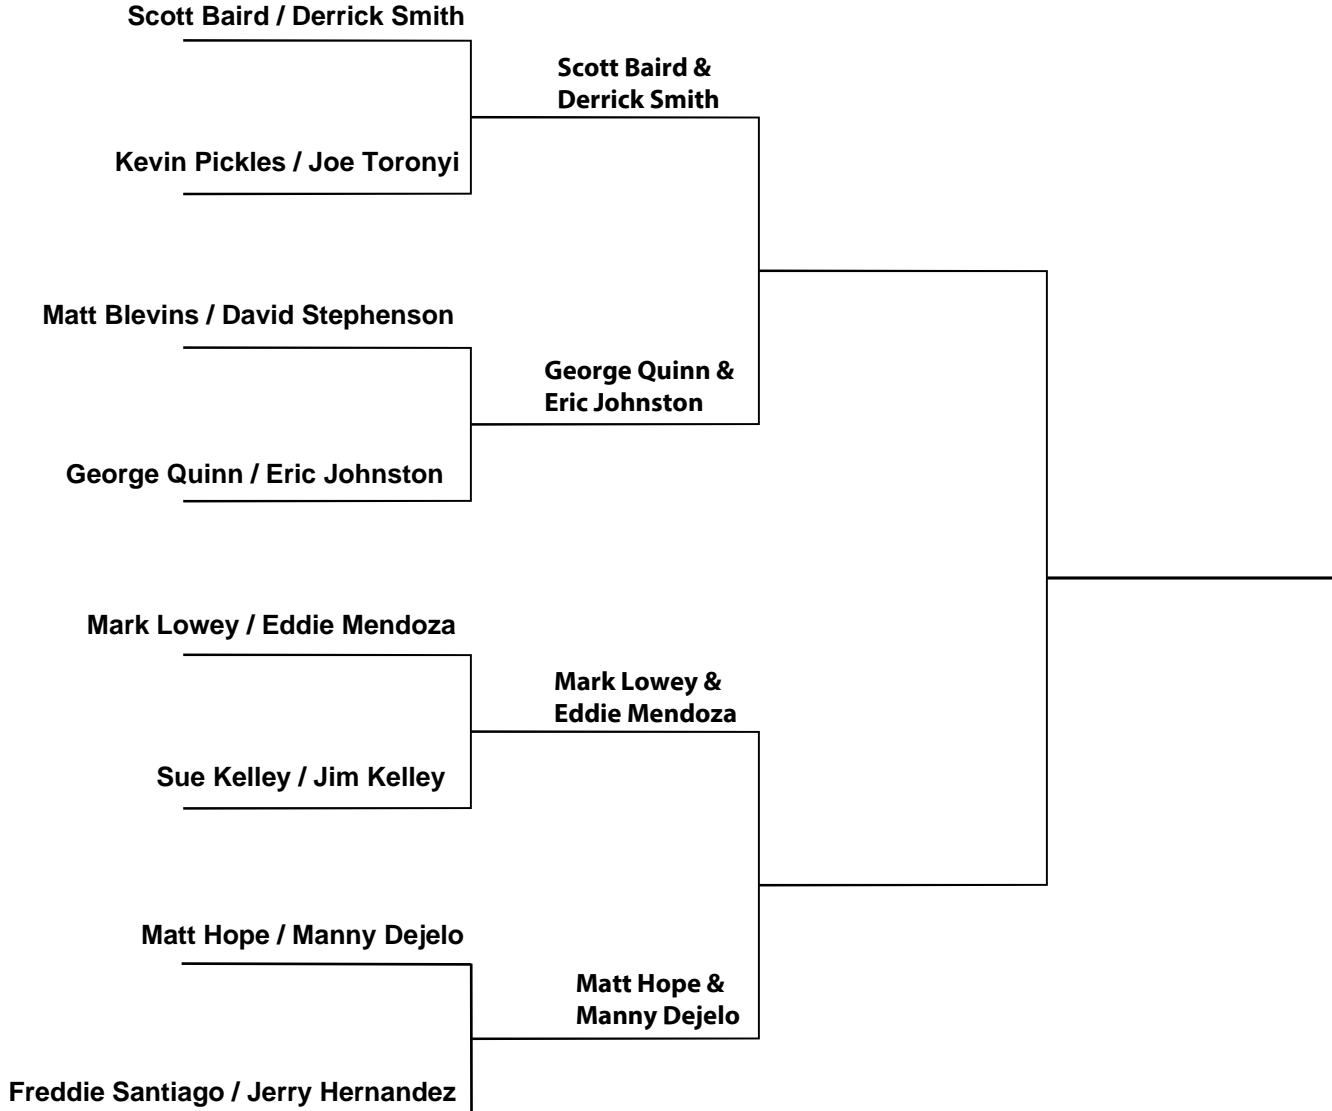 Scott Baird / Derrick Smith
Scott Baird &
Derrick Smith
Kevin Pickles / Joe Toronyi
Matt Blevins / David Stephenson
George Quinn &
Eric Johnston
George Quinn / Eric Johnston
Mark Lowey / Eddie Mendoza
Mark Lowey &
Eddie Mendoza
Sue Kelley / Jim Kelley
Matt Hope / Manny Dejelo
Matt Hope &
Manny Dejelo
Freddie Santiago / Jerry Hernandez